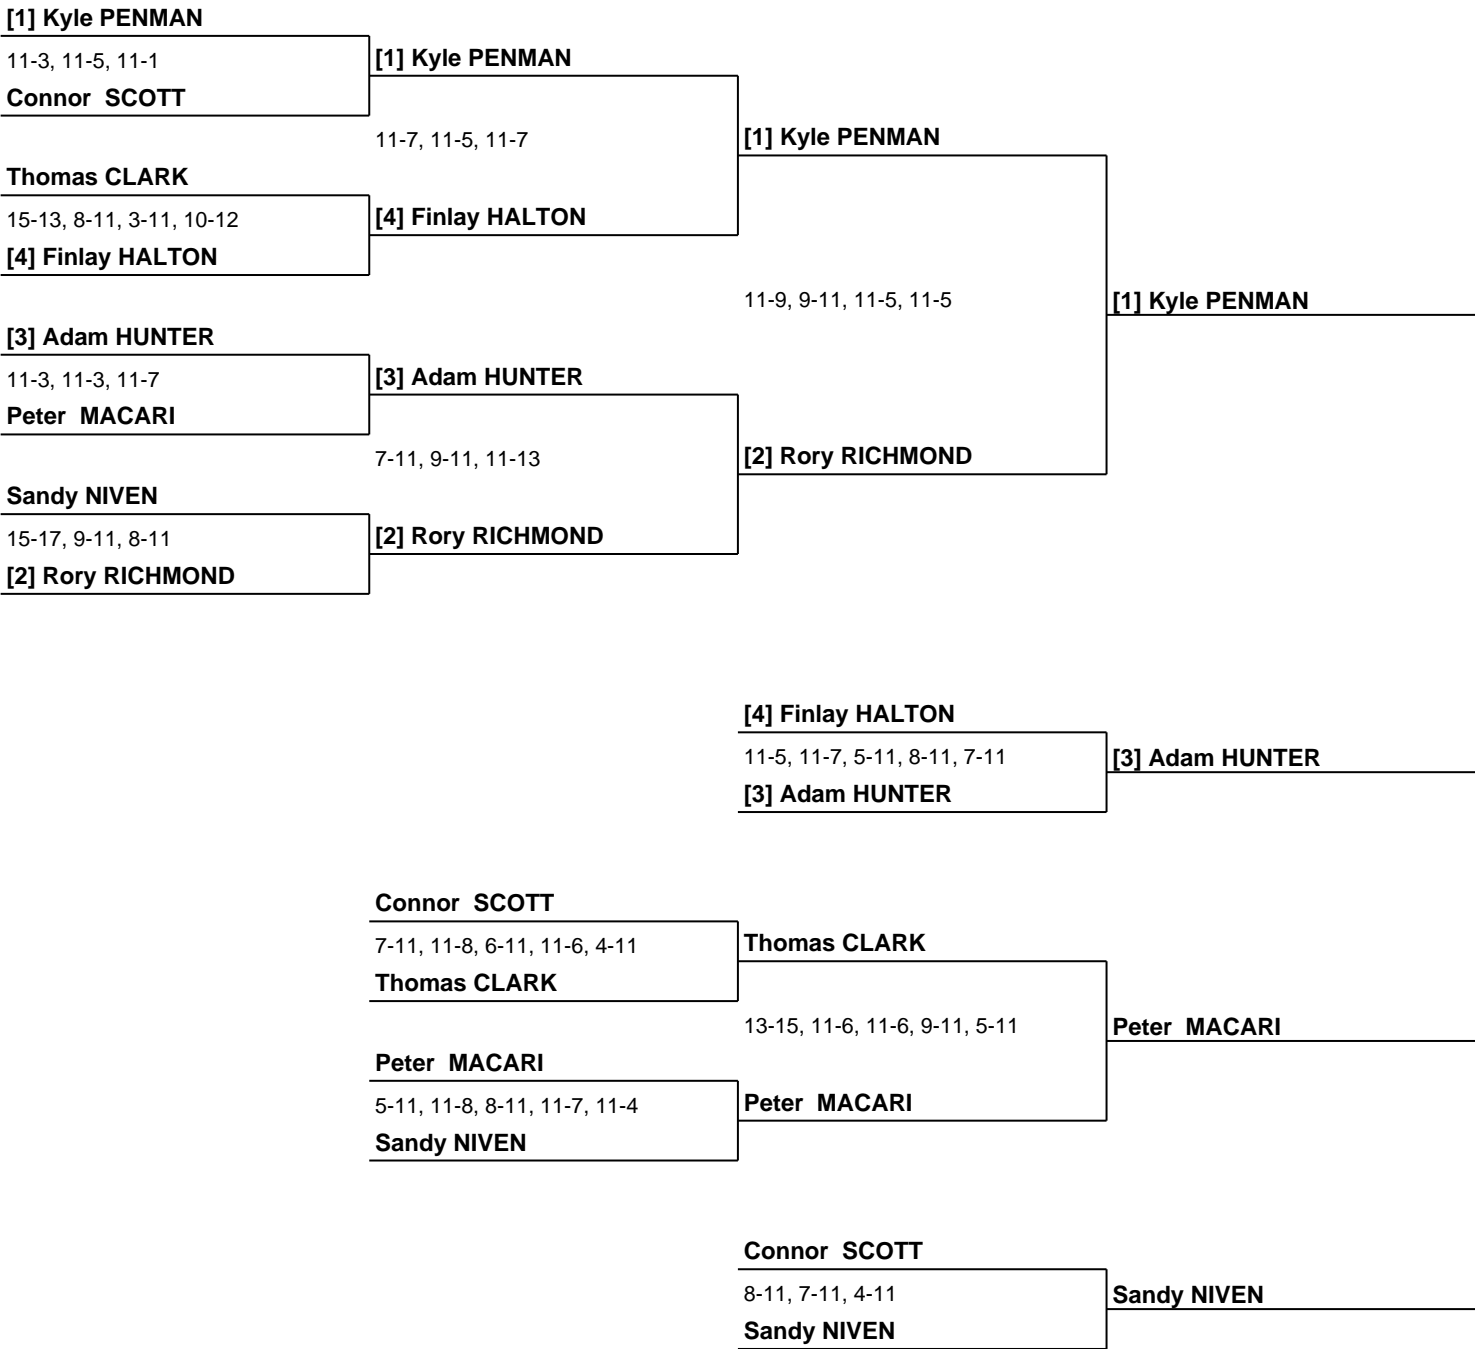 [1] Kyle PENMAN
11-3, 11-5, 11-1
[1] Kyle PENMAN
Connor SCOTT
11-7, 11-5, 11-7
[1] Kyle PENMAN
Thomas CLARK
15-13, 8-11, 3-11, 10-12
[4] Finlay HALTON
[4] Finlay HALTON
11-9, 9-11, 11-5, 11-5
[1] Kyle PENMAN
[3] Adam HUNTER
11-3, 11-3, 11-7
[3] Adam HUNTER
Peter MACARI
7-11, 9-11, 11-13
[2] Rory RICHMOND
Sandy NIVEN
15-17, 9-11, 8-11
[2] Rory RICHMOND
[2] Rory RICHMOND
[4] Finlay HALTON
11-5, 11-7, 5-11, 8-11, 7-11
[3] Adam HUNTER
[3] Adam HUNTER
Connor SCOTT
7-11, 11-8, 6-11, 11-6, 4-11
Thomas CLARK
Thomas CLARK
13-15, 11-6, 11-6, 9-11, 5-11
Peter MACARI
Peter MACARI
5-11, 11-8, 8-11, 11-7, 11-4
Peter MACARI
Sandy NIVEN
Connor SCOTT
8-11, 7-11, 4-11
Sandy NIVEN
Sandy NIVEN